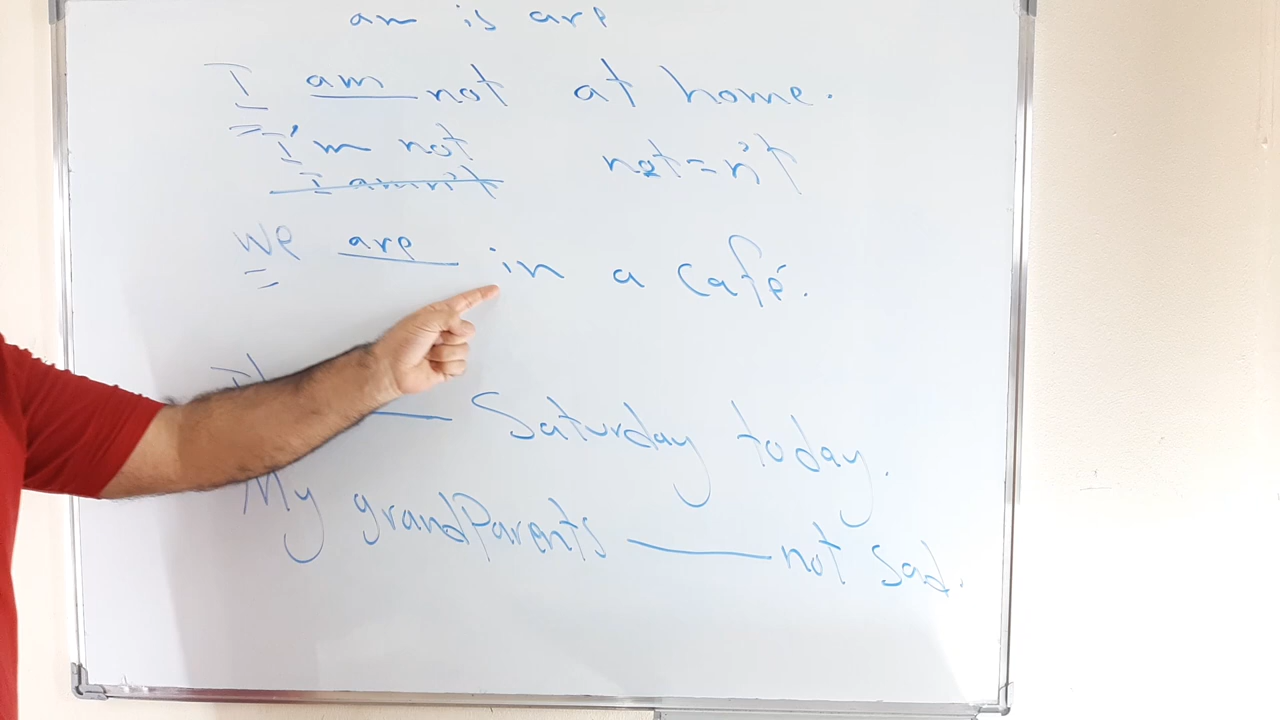 am is are
I am not at home.
I'm not not=n't
I amn't
We are in a café.
Saturday today.
My grandParents ___ not sad.